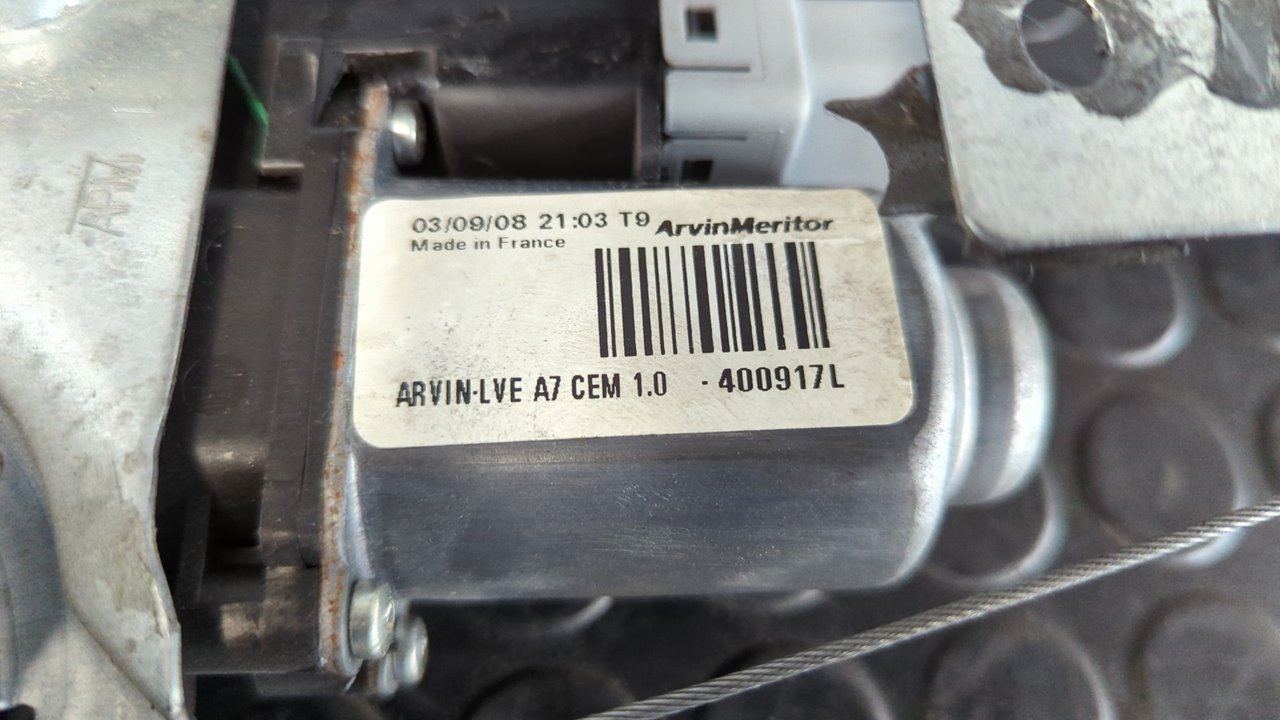 03/09/08 21:03 T9 ArvinMeritor
Made in France
ARVIN-LVE A7 CEM 1.0 - 400917L